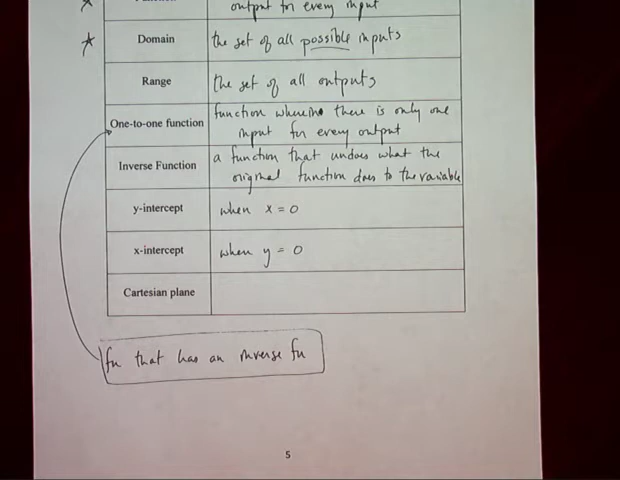 output for every input
Domain
the set of all possible inputs
Range
the set of all outputs
One-to-one function
function where there is only one
input for every output
Inverse Function
a function that undoes what the
original function does to the variable
y-intercept
when x = 0
x-intercept
when y = 0
Cartesian plane
fn that has an inverse fn
5